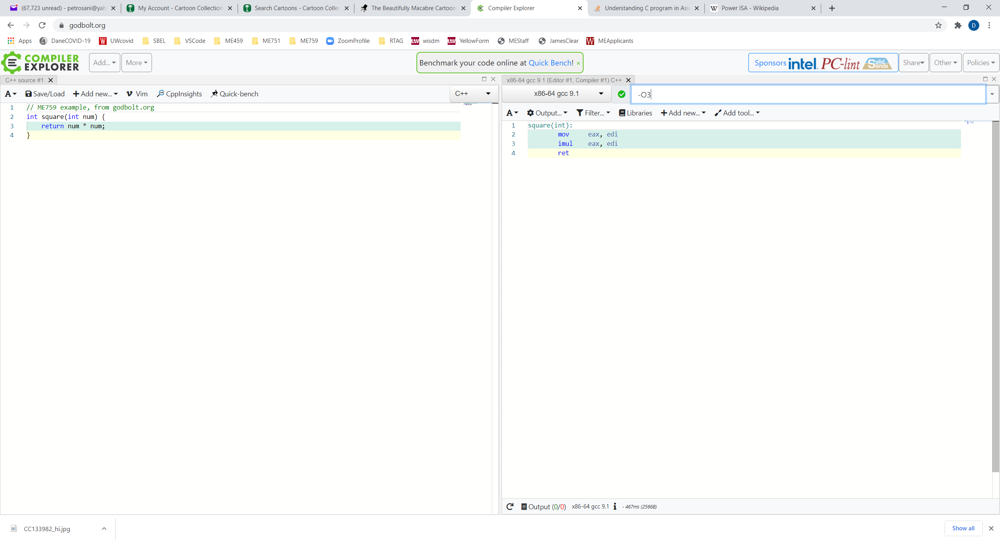 (67,723 unread) - petrosani@yah
My Account - Cartoon Collection
Search Cartoons - Cartoon Collec
The Beautifully Macabre Cartoon
Compiler Explorer
Understanding C program in Ass
Power ISA - Wikipedia
godbolt.org
D
Apps
DaneCOVID-19
UWcovid
SBEL
VSCode
ME459
ME751
ME759
ZoomProfile
RTAG
wisdm
YellowForm
MEStaff
JamesClear
MEApplicants
COMPILER
EXPLORER
Add...
More
Benchmark your code online at Quick Bench! ×
Sponsors intel. PC-lint Solid Sands
Share
Other
Policies
C++ source #1
A
Save/Load
Add new...
Vim
CppInsights
Quick-bench
C++
1 // ME759 example, from godbolt.org
2 int square(int num) {
3 return num * num;
4 }
x86-64 gcc 9.1 (Editor #1, Compiler #1) C++
x86-64 gcc 9.1
-O3
A
Output...
Filter...
Libraries
Add new...
Add tool...
1 square(int):
2 mov eax, edi
3 imul eax, edi
4 ret
Output (0/0) x86-64 gcc 9.1 i - 467ms (2566B)
CC133982_hi.jpg
Show all